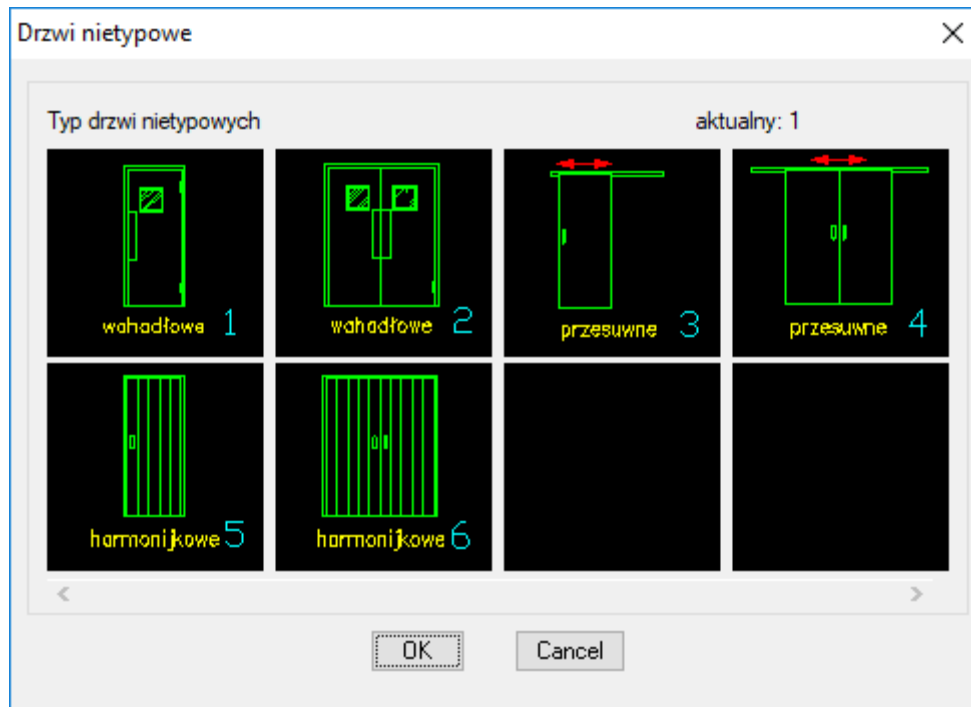 Drzwi nietypowe
Typ drzwi nietypowych aktualny: 1
wahadłowe 1
wahadłowe 2
przesuwne 3
przesuwne 4
harmonijkowe 5
harmonijkowe 6
OK Cancel